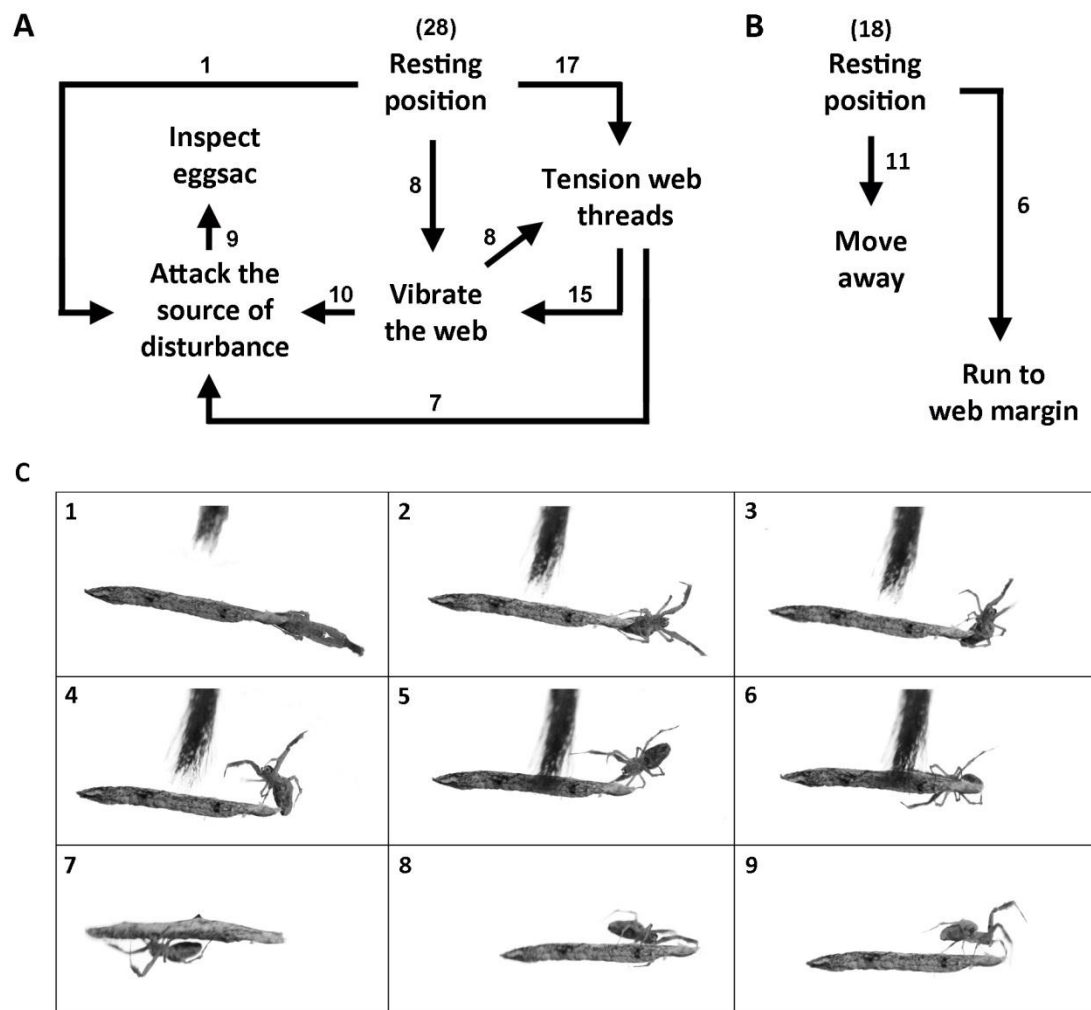 A
(28)
Resting
position
1
17
Inspect
eggsac
8
Tension web
threads
9
8
Attack the
source of
disturbance
10
Vibrate
the web
15
7
B
(18)
Resting
position
11
6
Move
away
Run to
web margin
C
1
2
3
4
5
6
7
8
9